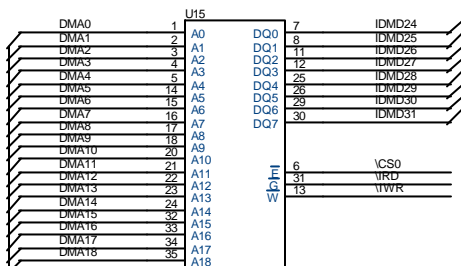 U15
DMA0 1 A0 DQ0 7 IDMD24
DMA1 2 A1 DQ1 8 IDMD25
DMA2 3 A2 DQ2 11 IDMD26
DMA3 4 A3 DQ3 12 IDMD27
DMA4 5 A4 DQ4 25 IDMD28
DMA5 14 A5 DQ5 26 IDMD29
DMA6 15 A6 DQ6 29 IDMD30
DMA7 16 A7 DQ7 30 IDMD31
DMA8 17 A8
DMA9 18 A9
DMA10 20 A10
DMA11 21 A11 E 6 \CS0
DMA12 22 A12 G 31 \IRD
DMA13 23 A13 W 13 \IWR
DMA14 24 A14
DMA15 32 A15
DMA16 33 A16
DMA17 34 A17
DMA18 35 A18